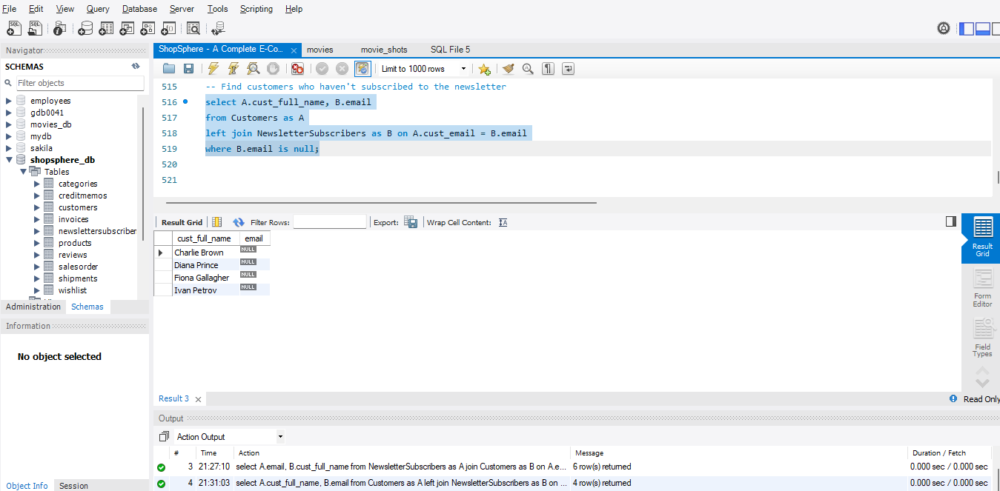 File Edit View Query Database Server Tools Scripting Help
SQL SQL
Navigator
SCHEMAS
Filter objects
employees
gdb0041
movies_db
mydb
sakila
shopsphere_db
Tables
categories
creditmemos
customers
invoices
newslettersubscriber
products
reviews
salesorder
shipments
wishlist
Administration Schemas
Information
No object selected
Object Info Session
ShopSphere - A Complete E-Co... movies movie_shots SQL File 5
Limit to 1000 rows
515 -- Find customers who haven't subscribed to the newsletter
516 select A.cust_full_name, B.email
517 from Customers as A
518 left join NewsletterSubscribers as B on A.cust_email = B.email
519 where B.email is null;
520
521
Result Grid Filter Rows: Export: Wrap Cell Content:
cust_full_name email
Charlie Brown NULL
Diana Prince NULL
Fiona Gallagher NULL
Ivan Petrov NULL
Result Grid
Form Editor
Field Types
Result 3
Read Only
Output
Action Output
# Time Action Message Duration / Fetch
3 21:27:10 select A.email, B.cust_full_name from NewsletterSubscribers as A join Customers as B on A.e... 6 row(s) returned 0.000 sec / 0.000 sec
4 21:31:03 select A.cust_full_name, B.email from Customers as A left join NewsletterSubscribers as B on ... 4 row(s) returned 0.000 sec / 0.000 sec